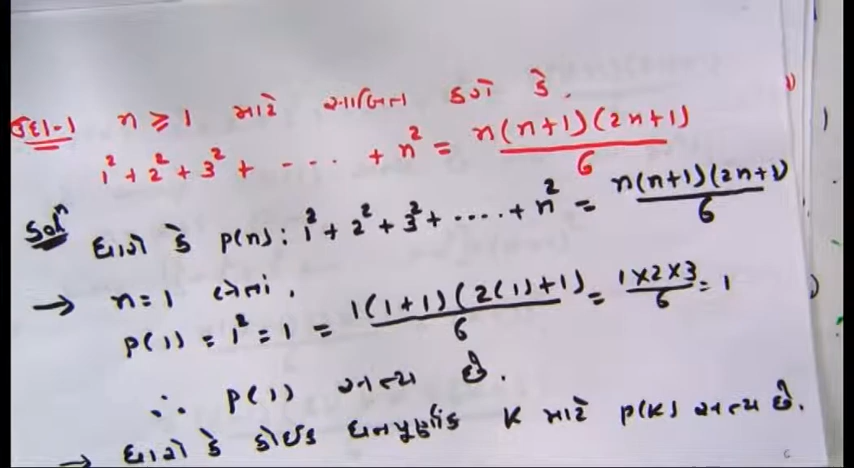 ઉદા-1 n ≥ 1 માટે સાબિત કરો કે.
1² + 2² + 3² + - - - . + n² = n(n+1)(2n+1) / 6
Solⁿ ધારો કે P(n): 1² + 2² + 3² + ..... + n² = n(n+1)(2n+1) / 6
→ n=1 લેતાં.
P(1) = 1² = 1 = 1(1+1)(2(1)+1) / 6 = 1×2×3 / 6 = 1
∴ P(1) સત્ય છે.
→ ધારો કે કોઈક ધનપૂર્ણાંક K માટે P(K) સત્ય છે.